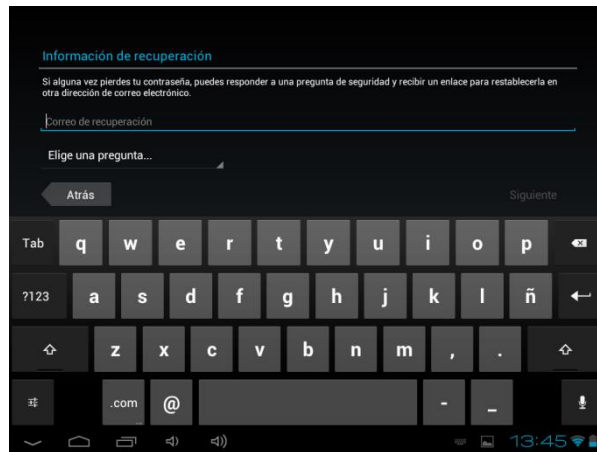 Información de recuperación
Si alguna vez pierdes tu contraseña, puedes responder a una pregunta de seguridad y recibir un enlace para restablecerla en
otra dirección de correo electrónico.
Correo de recuperación
Elige una pregunta...
Atrás
Siguiente
Tab q w e r t y u i o p
?123 a s d f g h j k l ñ
z x c v b n m , .
.com @ - _
13:45